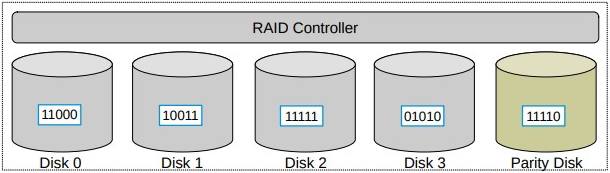 RAID Controller
11000 10011 11111 01010 11110
Disk 0 Disk 1 Disk 2 Disk 3 Parity Disk